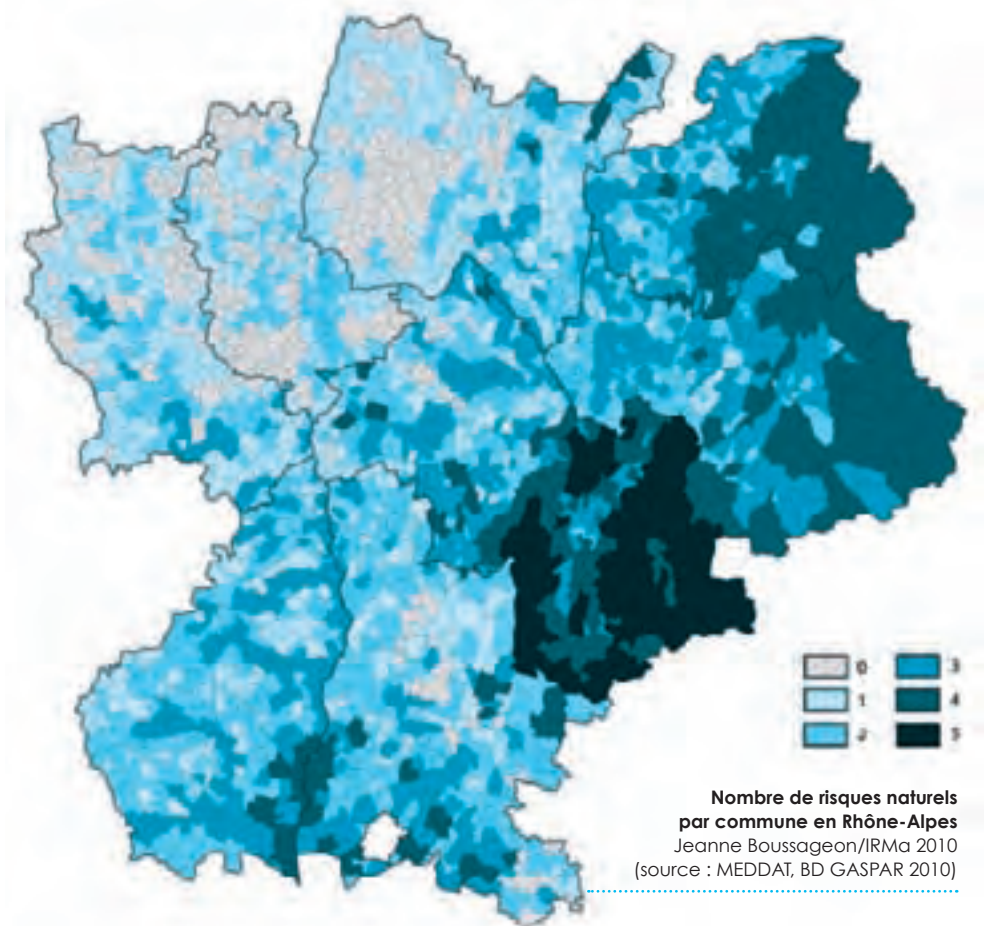 0
3
1
4
2
5
Nombre de risques naturels
par commune en Rhône-Alpes
Jeanne Boussageon/IRMa 2010
(source : MEDDAT, BD GASPAR 2010)